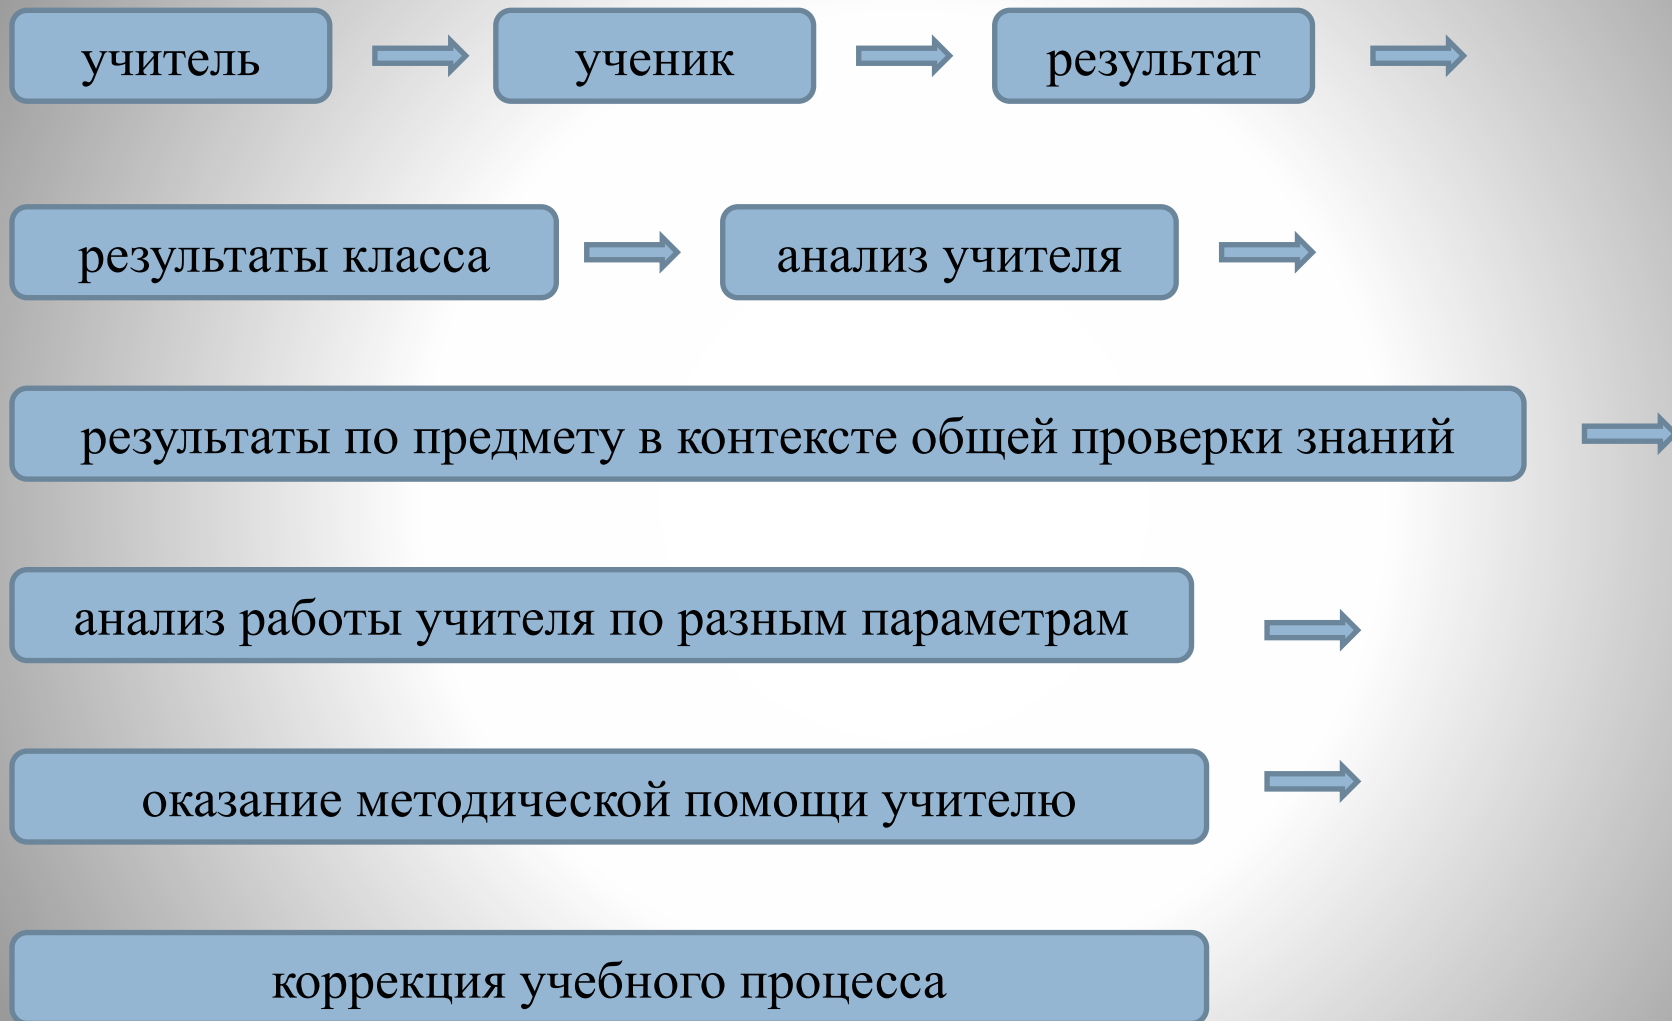 учитель ученик результат
результаты класса анализ учителя
результаты по предмету в контексте общей проверки знаний
анализ работы учителя по разным параметрам
оказание методической помощи учителю
коррекция учебного процесса